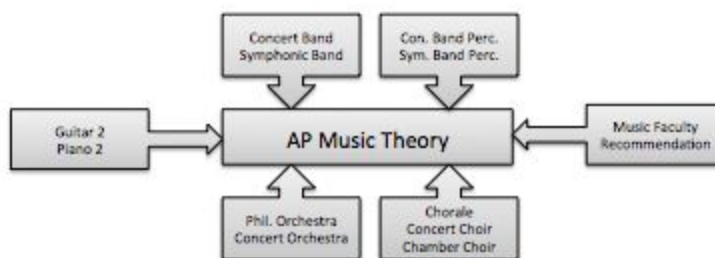 Concert Band
Symphonic Band
Con. Band Perc.
Sym. Band Perc.
Guitar 2
Piano 2
AP Music Theory
Music Faculty
Recommendation
Phil. Orchestra
Concert Orchestra
Chorale
Concert Choir
Chamber Choir